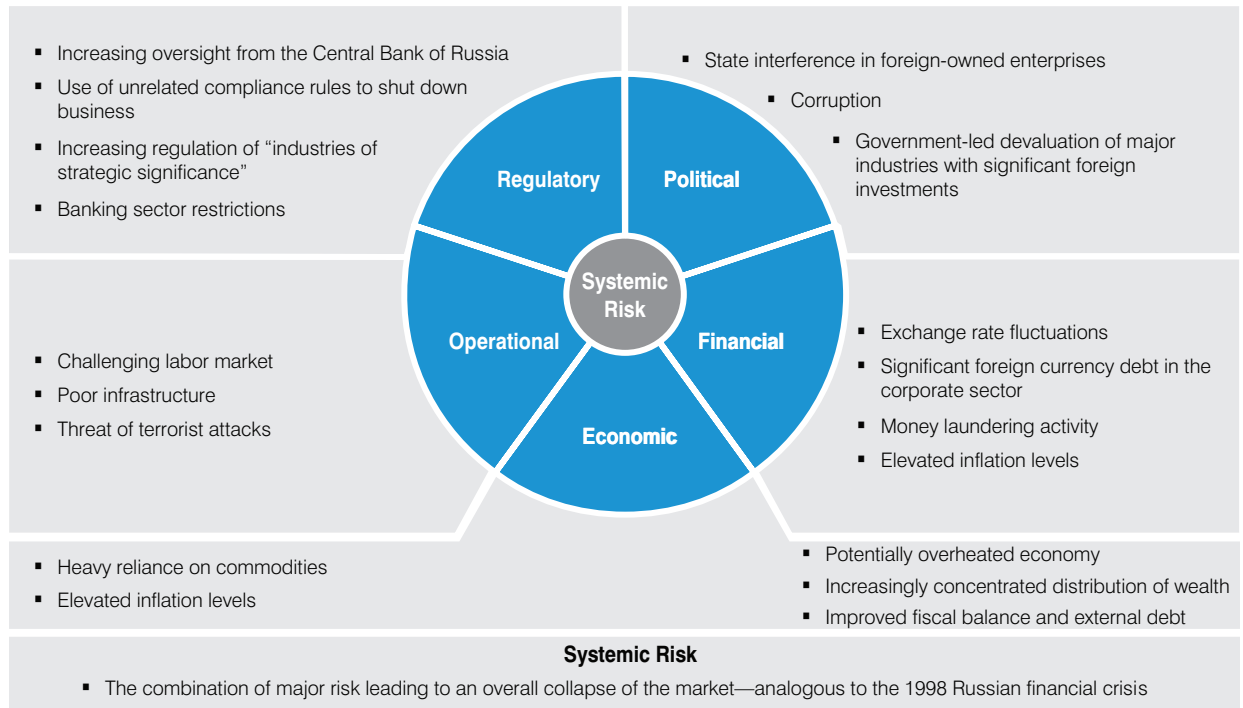 ▪ Increasing oversight from the Central Bank of Russia
▪ Use of unrelated compliance rules to shut down
business
▪ Increasing regulation of “industries of
strategic significance”
▪ Banking sector restrictions
▪ State interference in foreign-owned enterprises
▪ Corruption
▪ Government-led devaluation of major
industries with significant foreign
investments
Regulatory
Political
Systemic
Risk
Operational
Financial
Economic
▪ Challenging labor market
▪ Poor infrastructure
▪ Threat of terrorist attacks
▪ Exchange rate fluctuations
▪ Significant foreign currency debt in the
corporate sector
▪ Money laundering activity
▪ Elevated inflation levels
▪ Heavy reliance on commodities
▪ Elevated inflation levels
▪ Potentially overheated economy
▪ Increasingly concentrated distribution of wealth
▪ Improved fiscal balance and external debt
Systemic Risk
▪ The combination of major risk leading to an overall collapse of the market—analogous to the 1998 Russian financial crisis